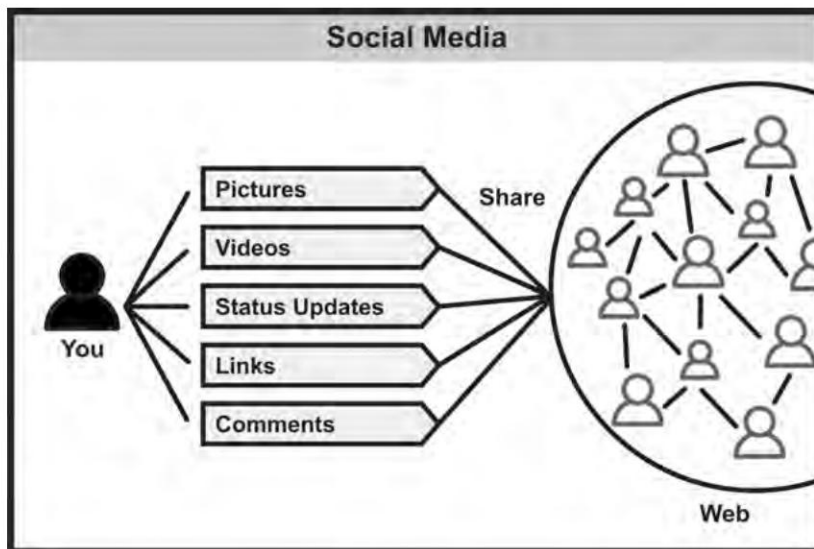 Social Media
Pictures
Share
Videos
Status Updates
You
Links
Comments
Web